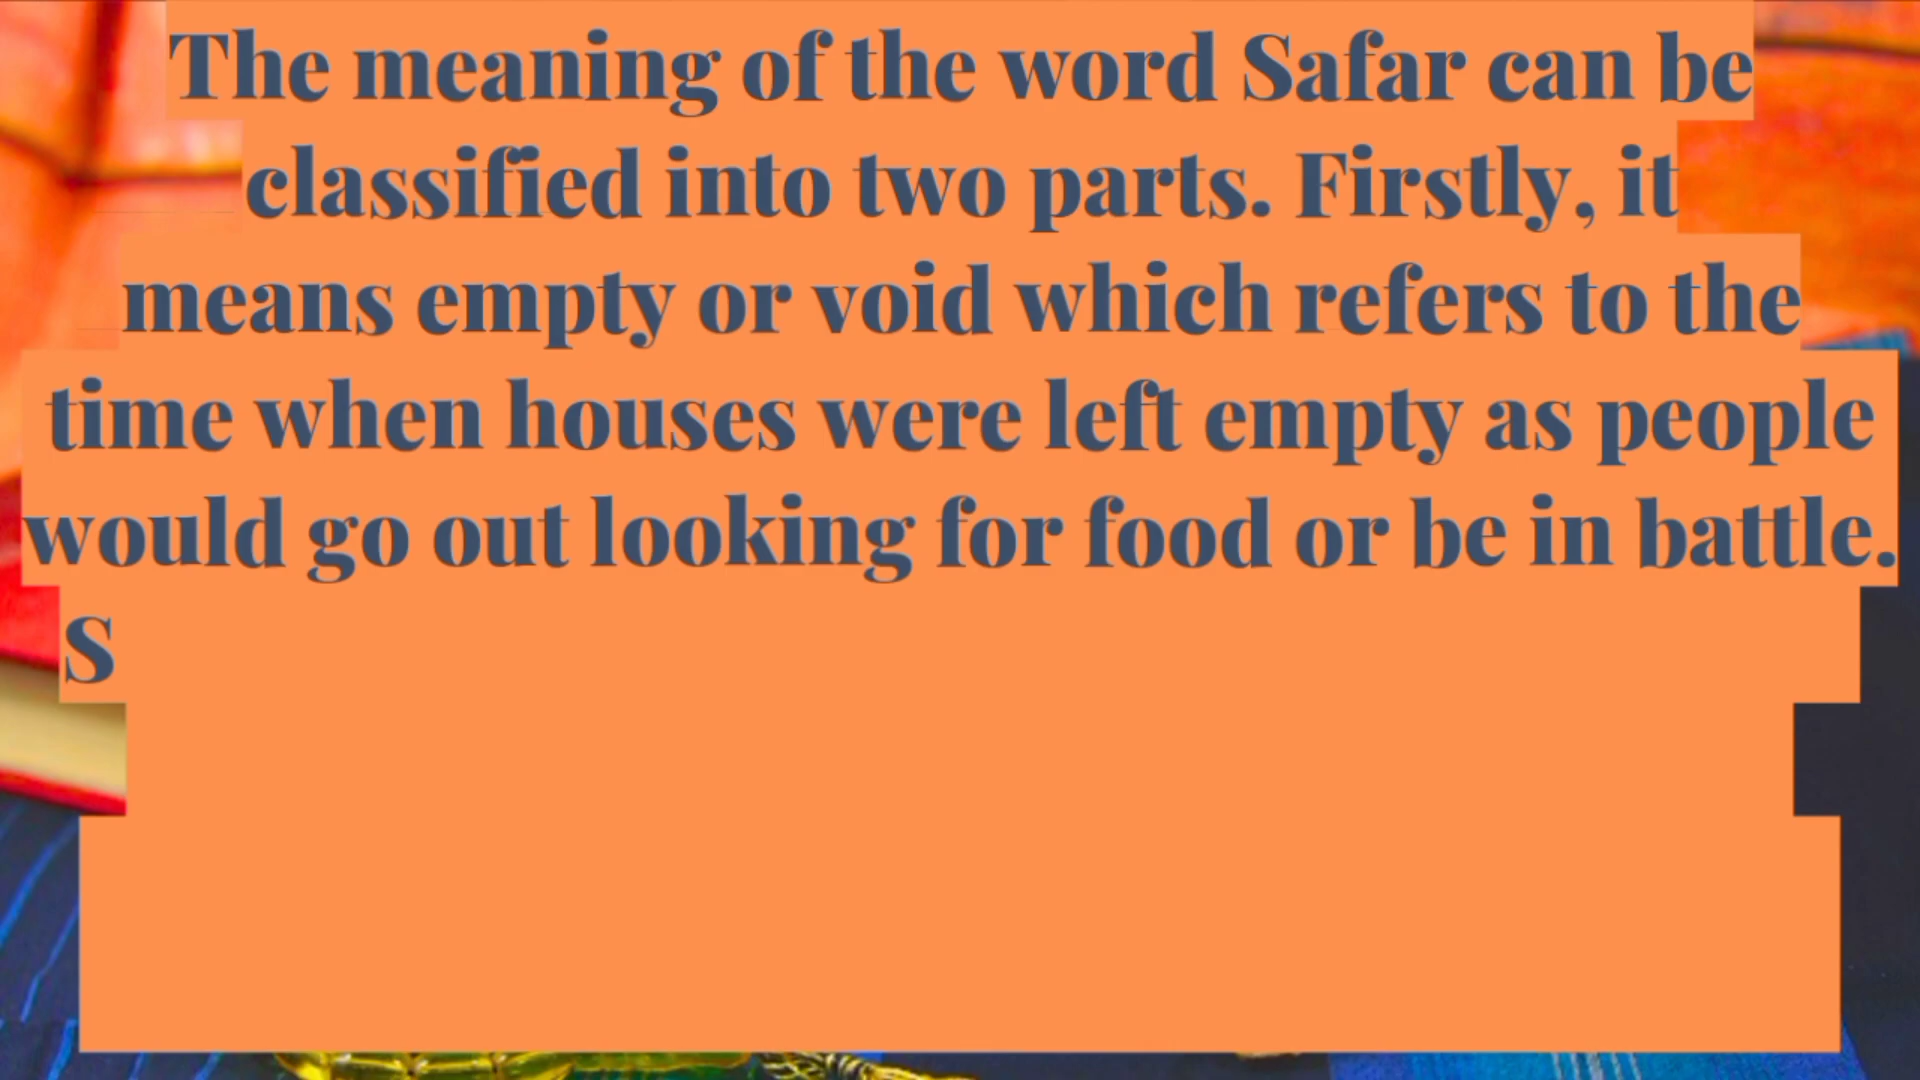 The meaning of the word Safar can be
classified into two parts. Firstly, it
means empty or void which refers to the
time when houses were left empty as people
would go out looking for food or be in battle.
S